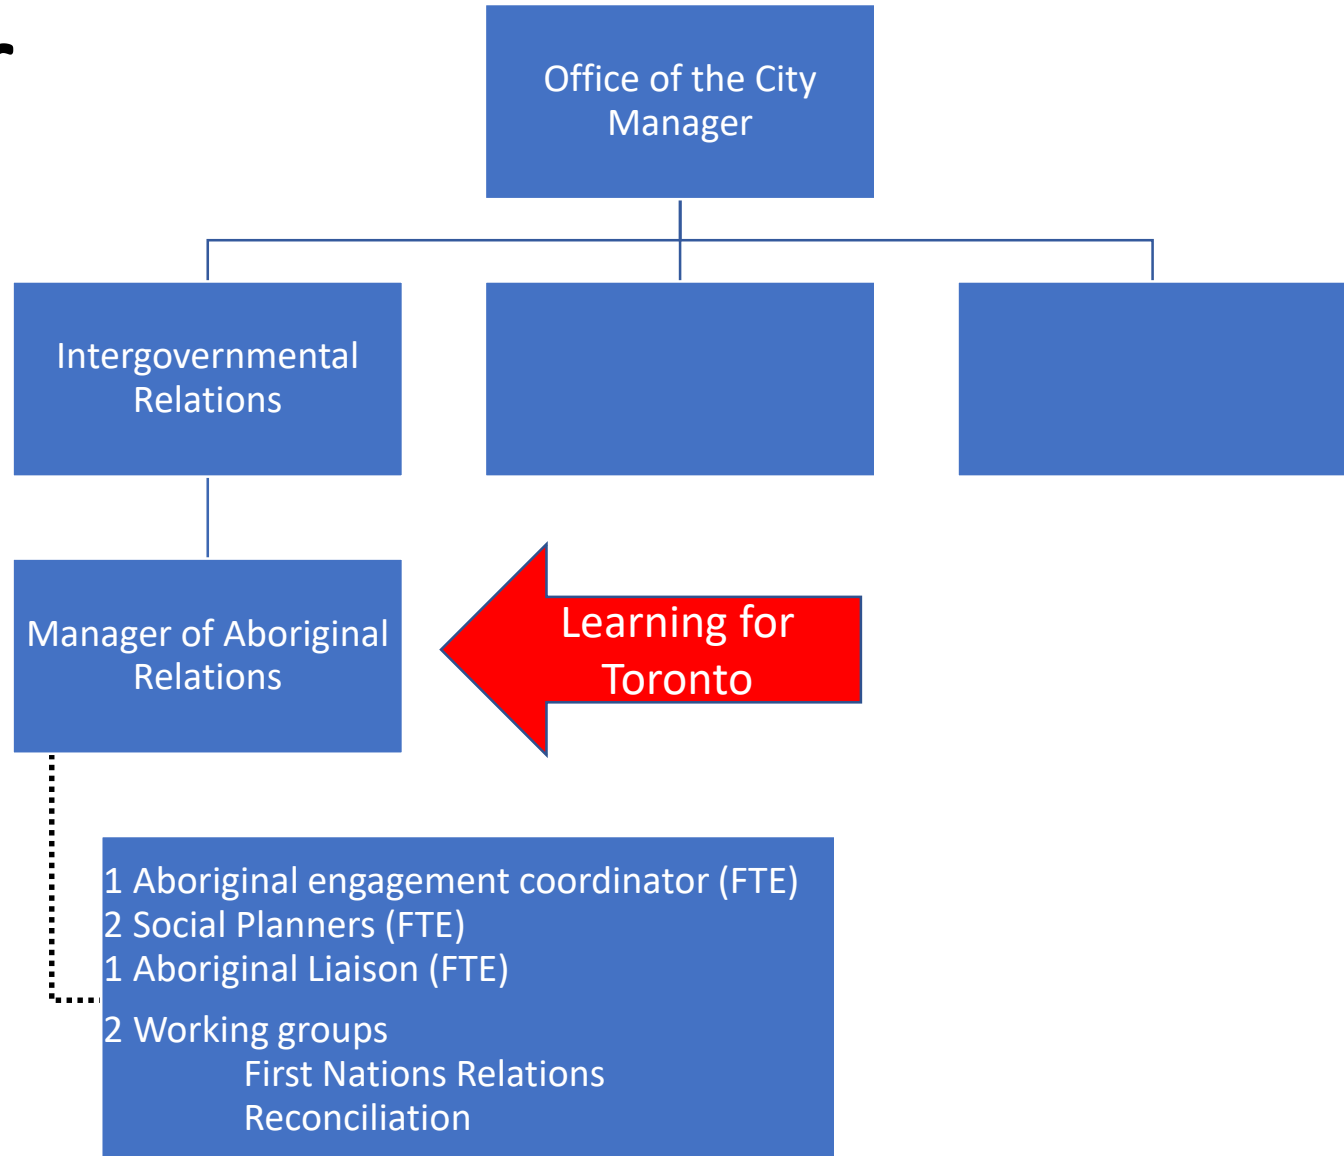 r
Office of the City
Manager
Intergovernmental
Relations
Manager of Aboriginal
Relations
Learning for
Toronto
1 Aboriginal engagement coordinator (FTE)
2 Social Planners (FTE)
1 Aboriginal Liaison (FTE)
2 Working groups
First Nations Relations
Reconciliation